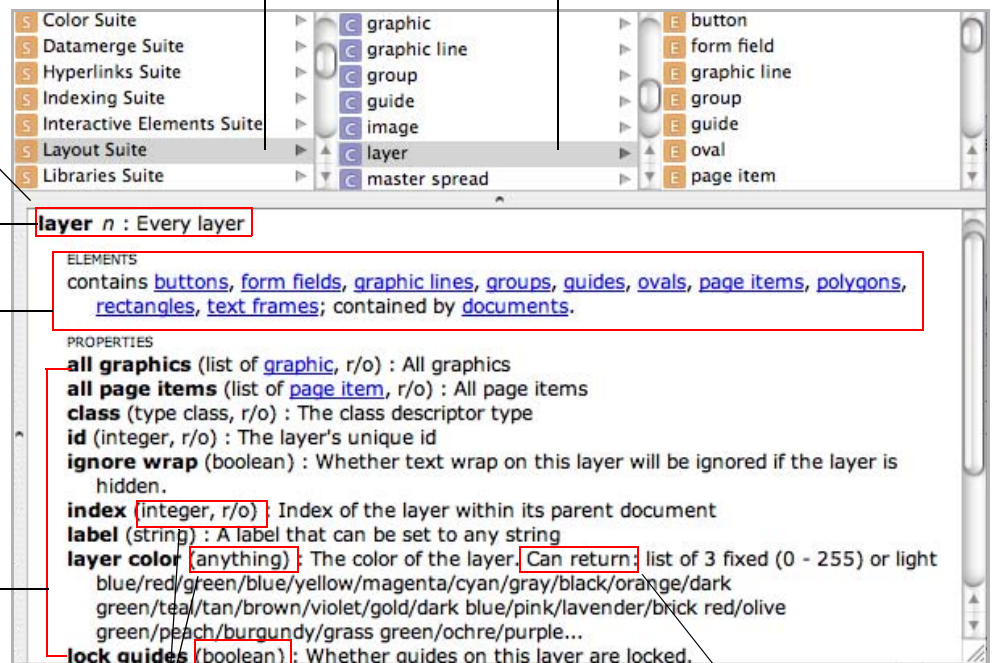 S Color Suite
S Datamerge Suite
S Hyperlinks Suite
S Indexing Suite
S Interactive Elements Suite
S Layout Suite
S Libraries Suite
C graphic
C graphic line
C group
C guide
C image
C layer
C master spread
E button
E form field
E graphic line
E group
E guide
E oval
E page item
layer n : Every layer
ELEMENTS
contains buttons, form fields, graphic lines, groups, guides, ovals, page items, polygons,
rectangles, text frames; contained by documents.
PROPERTIES
all graphics (list of graphic, r/o) : All graphics
all page items (list of page item, r/o) : All page items
class (type class, r/o) : The class descriptor type
id (integer, r/o) : The layer's unique id
ignore wrap (boolean) : Whether text wrap on this layer will be ignored if the layer is
hidden.
index (integer, r/o) : Index of the layer within its parent document
label (string) : A label that can be set to any string
layer color (anything) : The color of the layer. Can return: list of 3 fixed (0 - 255) or light
blue/red/green/blue/yellow/magenta/cyan/gray/black/orange/dark
green/teal/tan/brown/violet/gold/dark blue/pink/lavender/brick red/olive
green/peach/burgundy/grass green/ochre/purple...
lock guides (boolean) : Whether guides on this layer are locked.